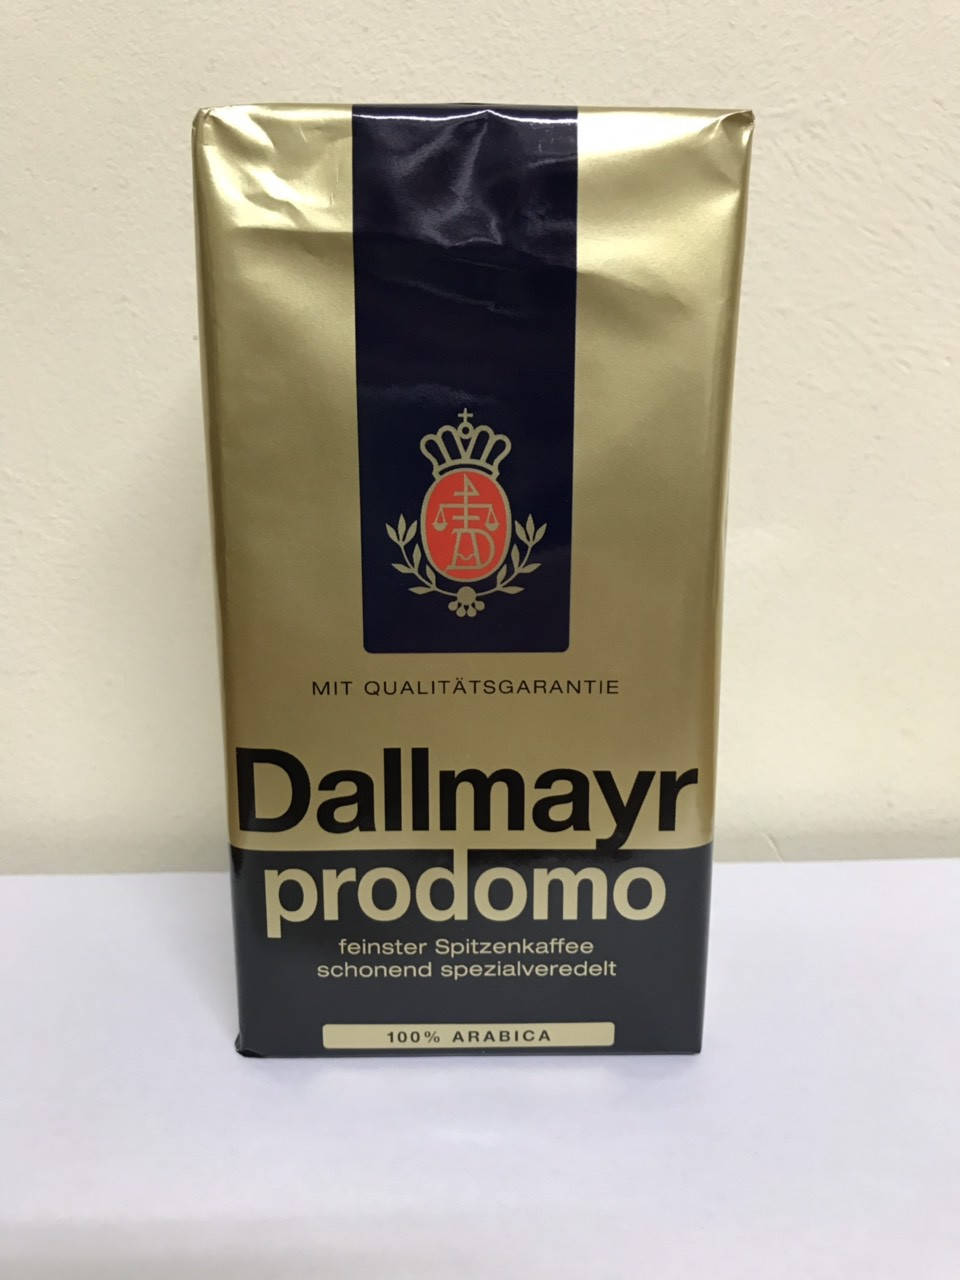 MIT QUALITÄTSGARANTIE
Dallmayr
prodomo
feinster Spitzenkaffee
schonend spezialveredelt
100% ARABICA